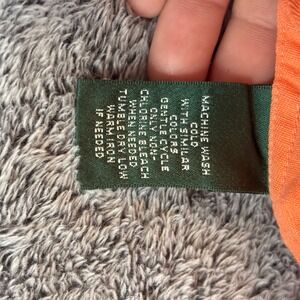 MACHINE WASH
COLD
WITH SIMILAR
COLORS
GENTLE CYCLE
ONLY NON
CHLORINE BLEACH
WHEN NEEDED
TUMBLE DRY LOW
WARM IRON
IF NEEDED